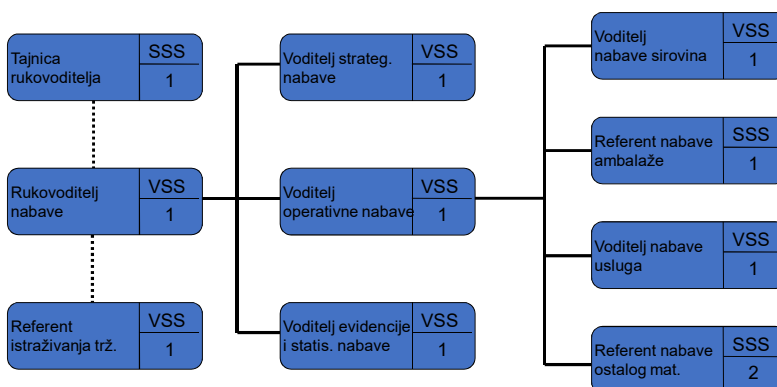 Tajnica
rukovoditelja
SSS
1
Rukovoditelj
nabave
VSS
1
Referent
istraživanja trž.
VSS
1
Voditelj strateg.
nabave
VSS
1
Voditelj
operativne nabave
VSS
1
Voditelj evidencije
i statis. nabave
VSS
1
Voditelj
nabave sirovina
VSS
1
Referent nabave
ambalaže
SSS
1
Voditelj nabave
usluga
VSS
1
Referent nabave
ostalog mat.
SSS
2